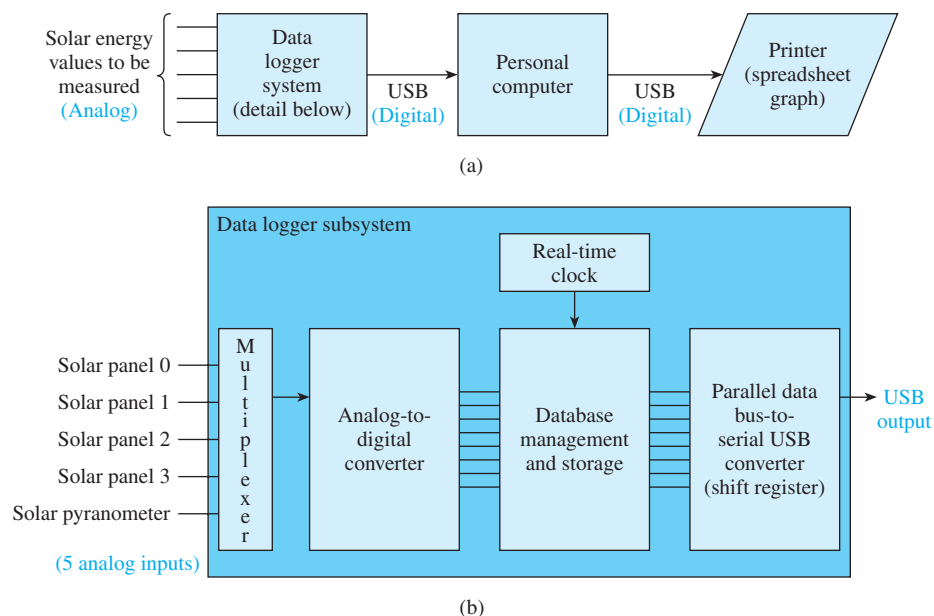 Solar energy
values to be
measured
(Analog)
Data
logger
system
(detail below)
USB
(Digital)
Personal
computer
USB
(Digital)
Printer
(spreadsheet
graph)
(a)
Data logger subsystem
Real-time
clock
Solar panel 0
Solar panel 1
Solar panel 2
Solar panel 3
Solar pyranometer
(5 analog inputs)
Multiplexer
Analog-to-
digital
converter
Database
management
and storage
Parallel data
bus-to-
serial USB
converter
(shift register)
USB
output
(b)